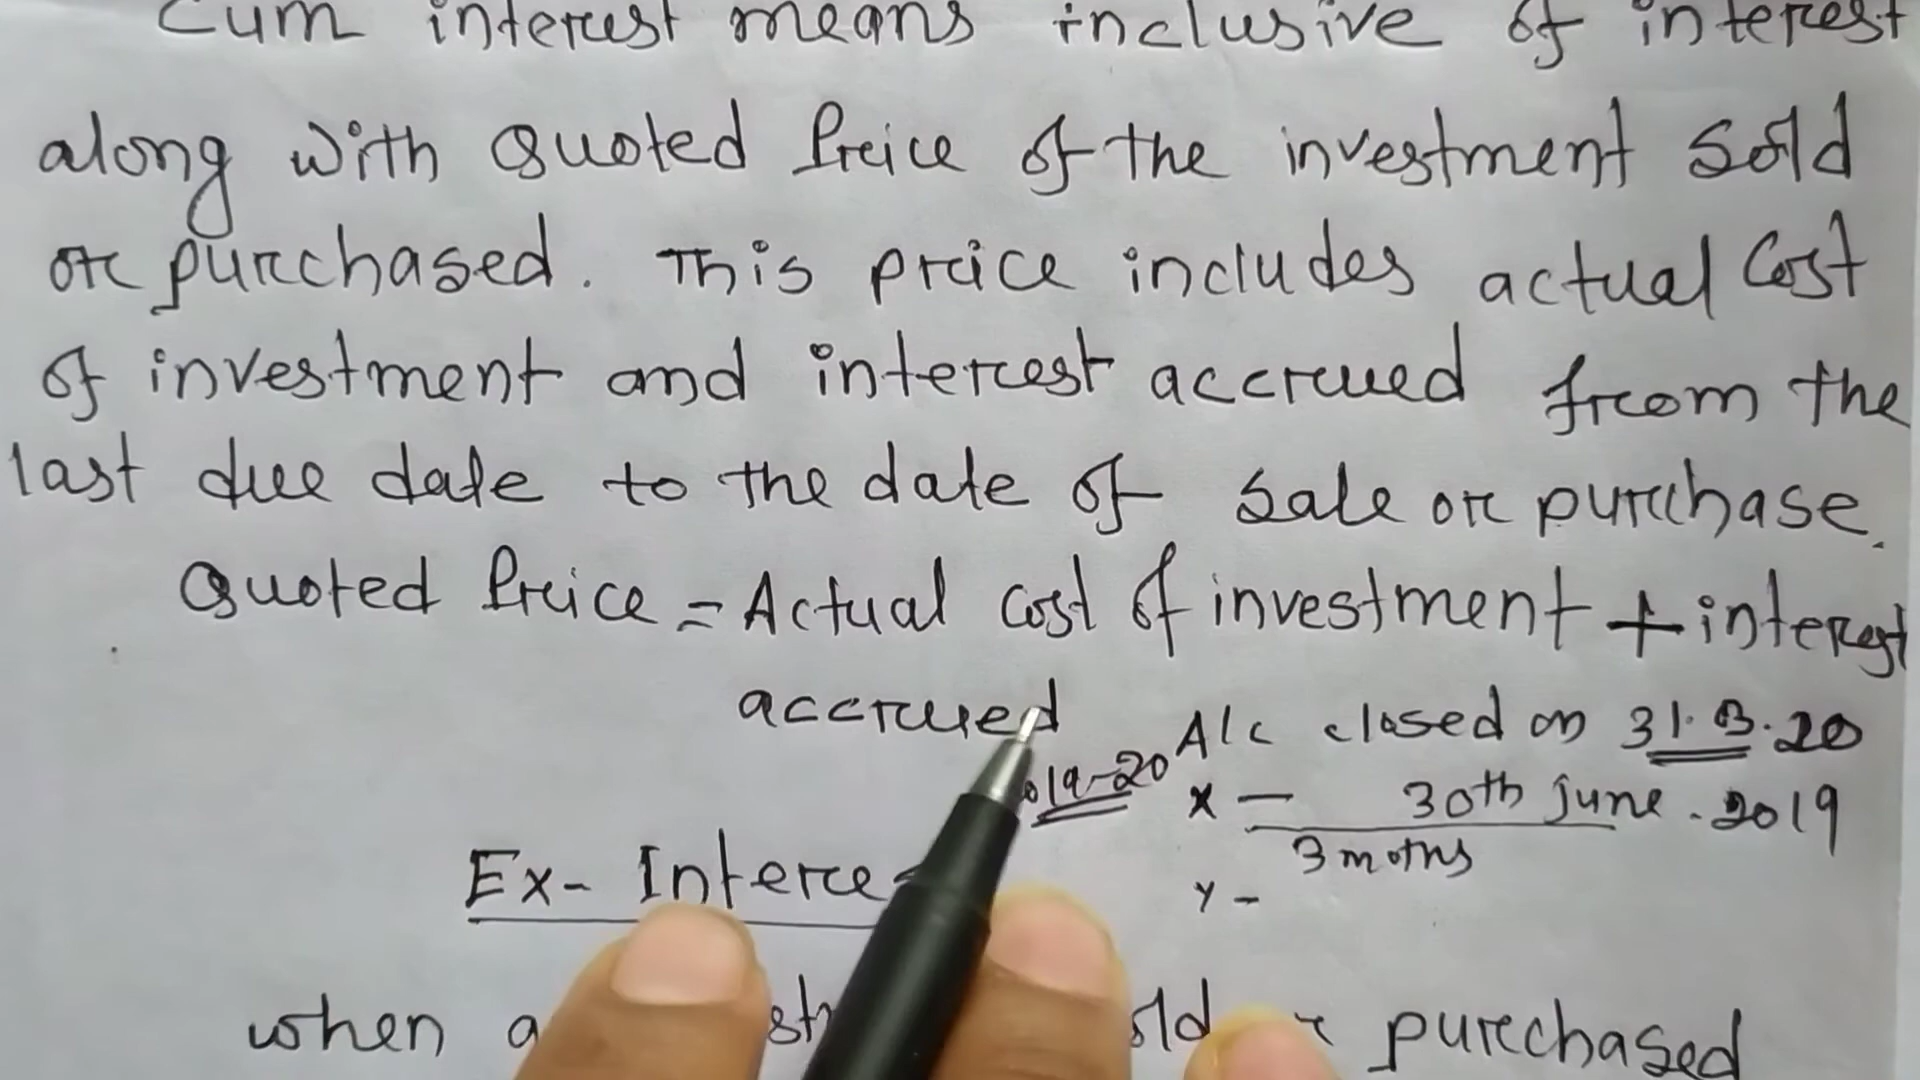 Cum interest means inclusive of interest
along with Quoted Price of the investment sold
or purchased. This price includes actual Cost
of investment and interest accrued from the
last due date to the date of sale or purchase.
Quoted Price = Actual cost of investment + interest
accrued
A/c closed on 31.3.20
019-20
X - 30th june . 2019
3 moths
Ex- Intere
Y -
when a
purchased